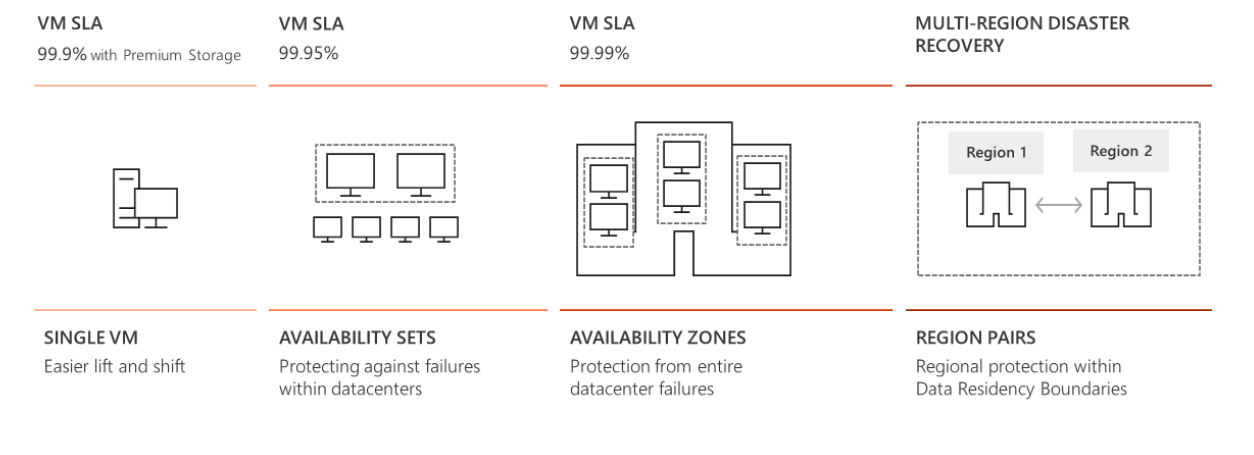 VM SLA
99.9% with Premium Storage
VM SLA
99.95%
VM SLA
99.99%
MULTI-REGION DISASTER
RECOVERY
Region 1
Region 2
SINGLE VM
Easier lift and shift
AVAILABILITY SETS
Protecting against failures
within datacenters
AVAILABILITY ZONES
Protection from entire
datacenter failures
REGION PAIRS
Regional protection within
Data Residency Boundaries